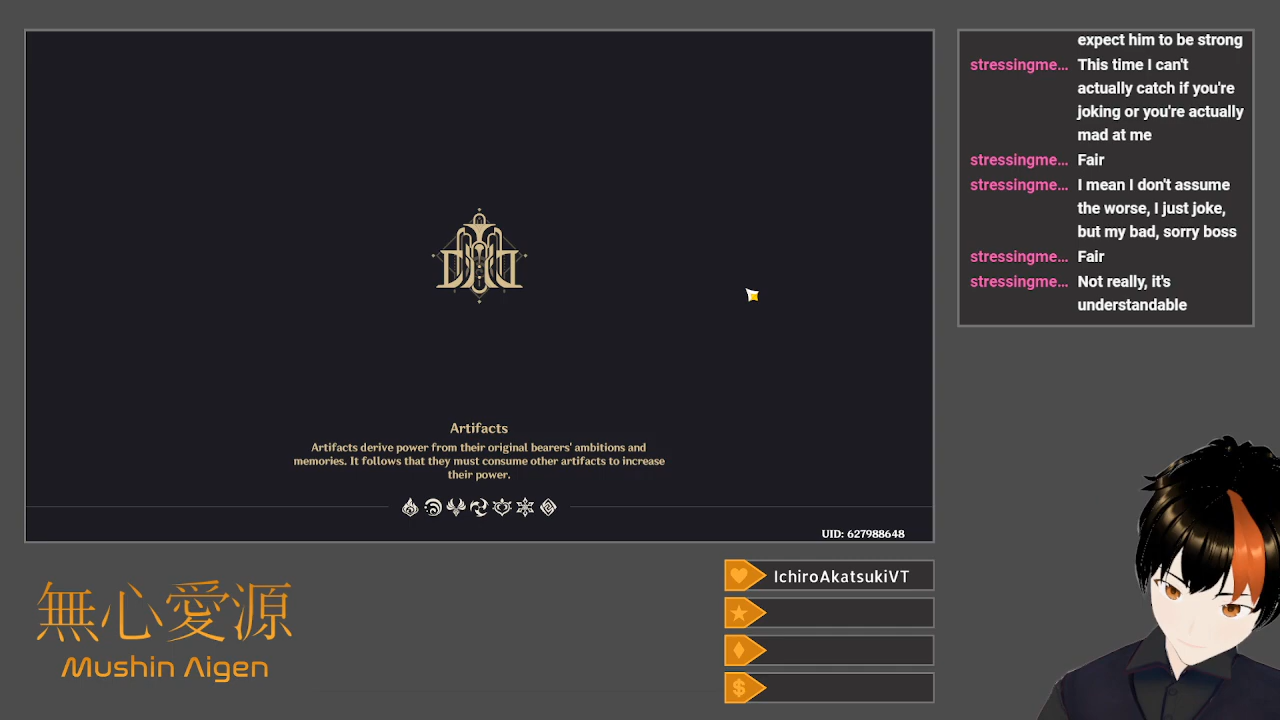 expect him to be strong
stressingme... This time I can't
actually catch if you're
joking or you're actually
mad at me
stressingme... Fair
stressingme... I mean I don't assume
the worse, I just joke,
but my bad, sorry boss
stressingme... Fair
stressingme... Not really, it's
understandable
Artifacts
Artifacts derive power from their original bearers' ambitions and
memories. It follows that they must consume other artifacts to increase
their power.
UID: 627988648
IchiroAkatsukiVT
無心愛源
Mushin Aigen
$